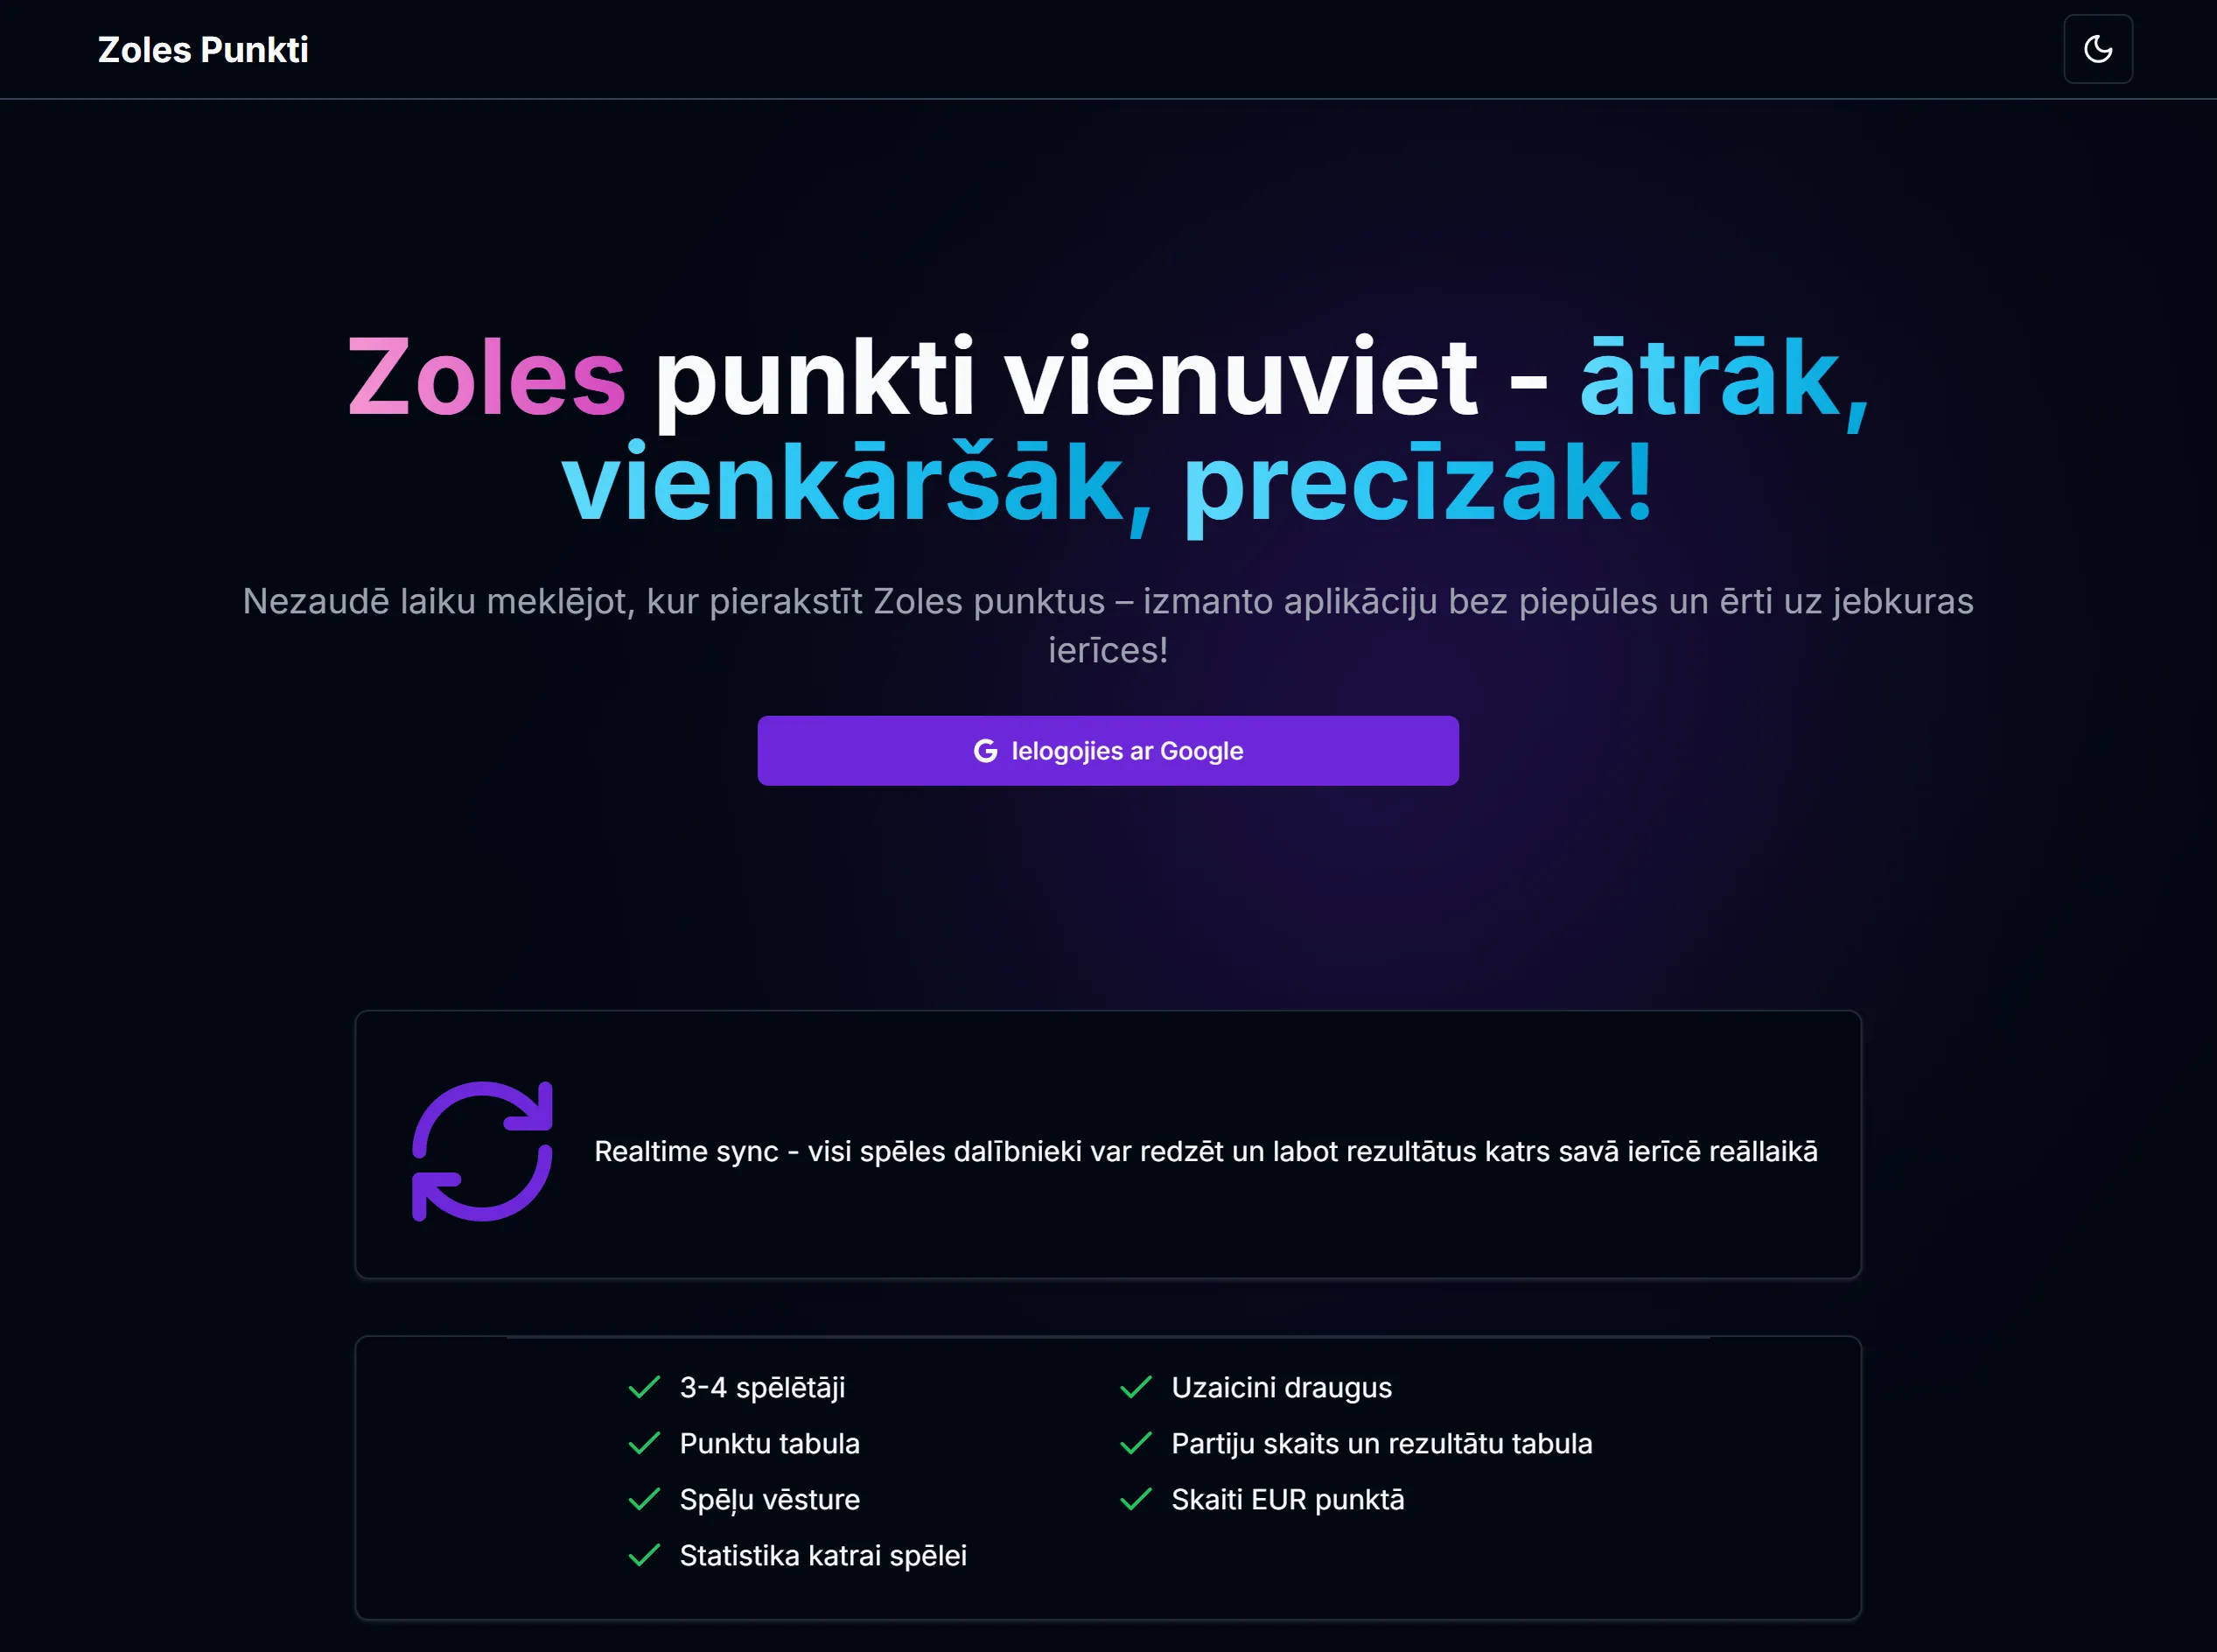 Zoles Punkti
Zoles punkti vienuviet - ātrāk,
vienkāršāk, precīzāk!
Nezaudē laiku meklējot, kur pierakstīt Zoles punktus – izmanto aplikāciju bez piepūles un ērti uz jebkuras
ierīces!
Ielogojies ar Google
Realtime sync - visi spēles dalībnieki var redzēt un labot rezultātus katrs savā ierīcē reāllaikā
3-4 spēlētāji
Uzaicini draugus
Punktu tabula
Partiju skaits un rezultātu tabula
Spēļu vēsture
Skaiti EUR punktā
Statistika katrai spēlei